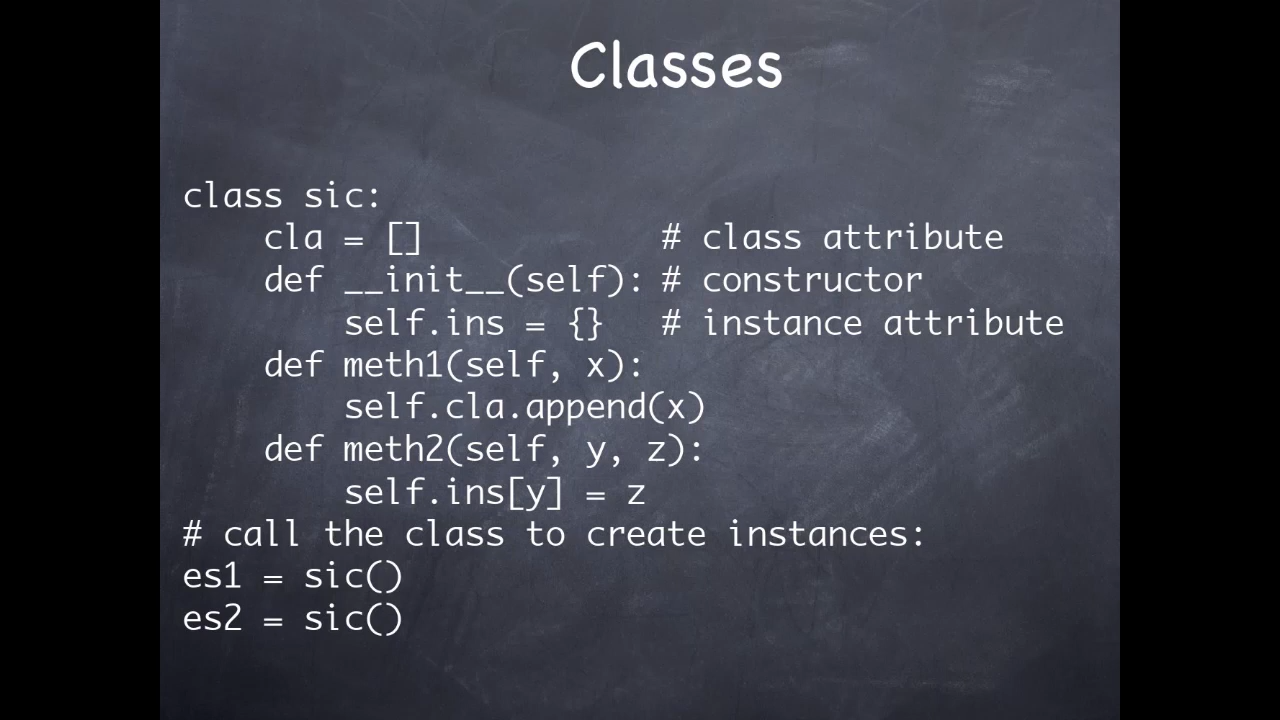 Classes
class sic:
    cla = []            # class attribute
    def __init__(self): # constructor
        self.ins = {}   # instance attribute
    def meth1(self, x):
        self.cla.append(x)
    def meth2(self, y, z):
        self.ins[y] = z
# call the class to create instances:
es1 = sic()
es2 = sic()